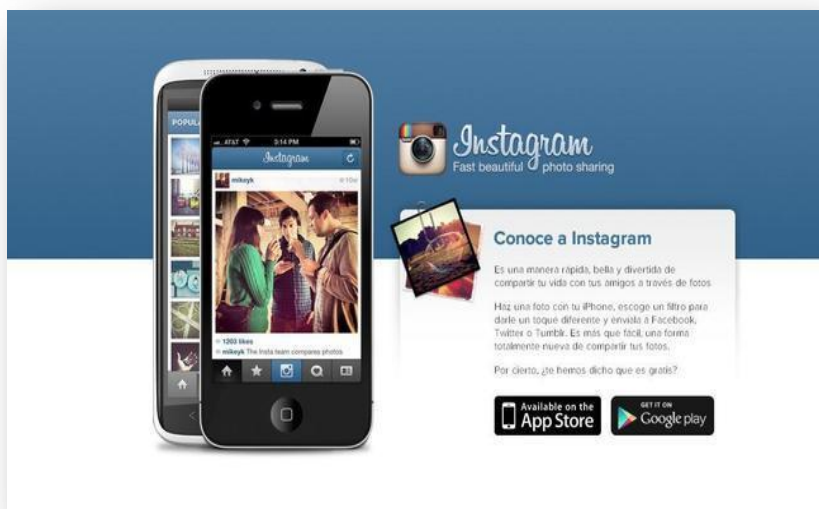 POPULA
AT&T 3:14 PM
Instagram
mikeyk 10w
1203 likes
mikeyk The Insta team compares photos
Instagram
Fast beautiful photo sharing
Conoce a Instagram
Es una manera rápida, bella y divertida de
compartir tu vida con tus amigos a través de fotos
Haz una foto con tu iPhone, escoge un filtro para
darle un toque diferente y envíala a Facebook,
Twitter o Tumblr. Es más que fácil, una forma
totalmente nueva de compartir tus fotos.
Por cierto, ¿te hemos dicho que es gratis?
Available on the
App Store
GET IT ON
Google play